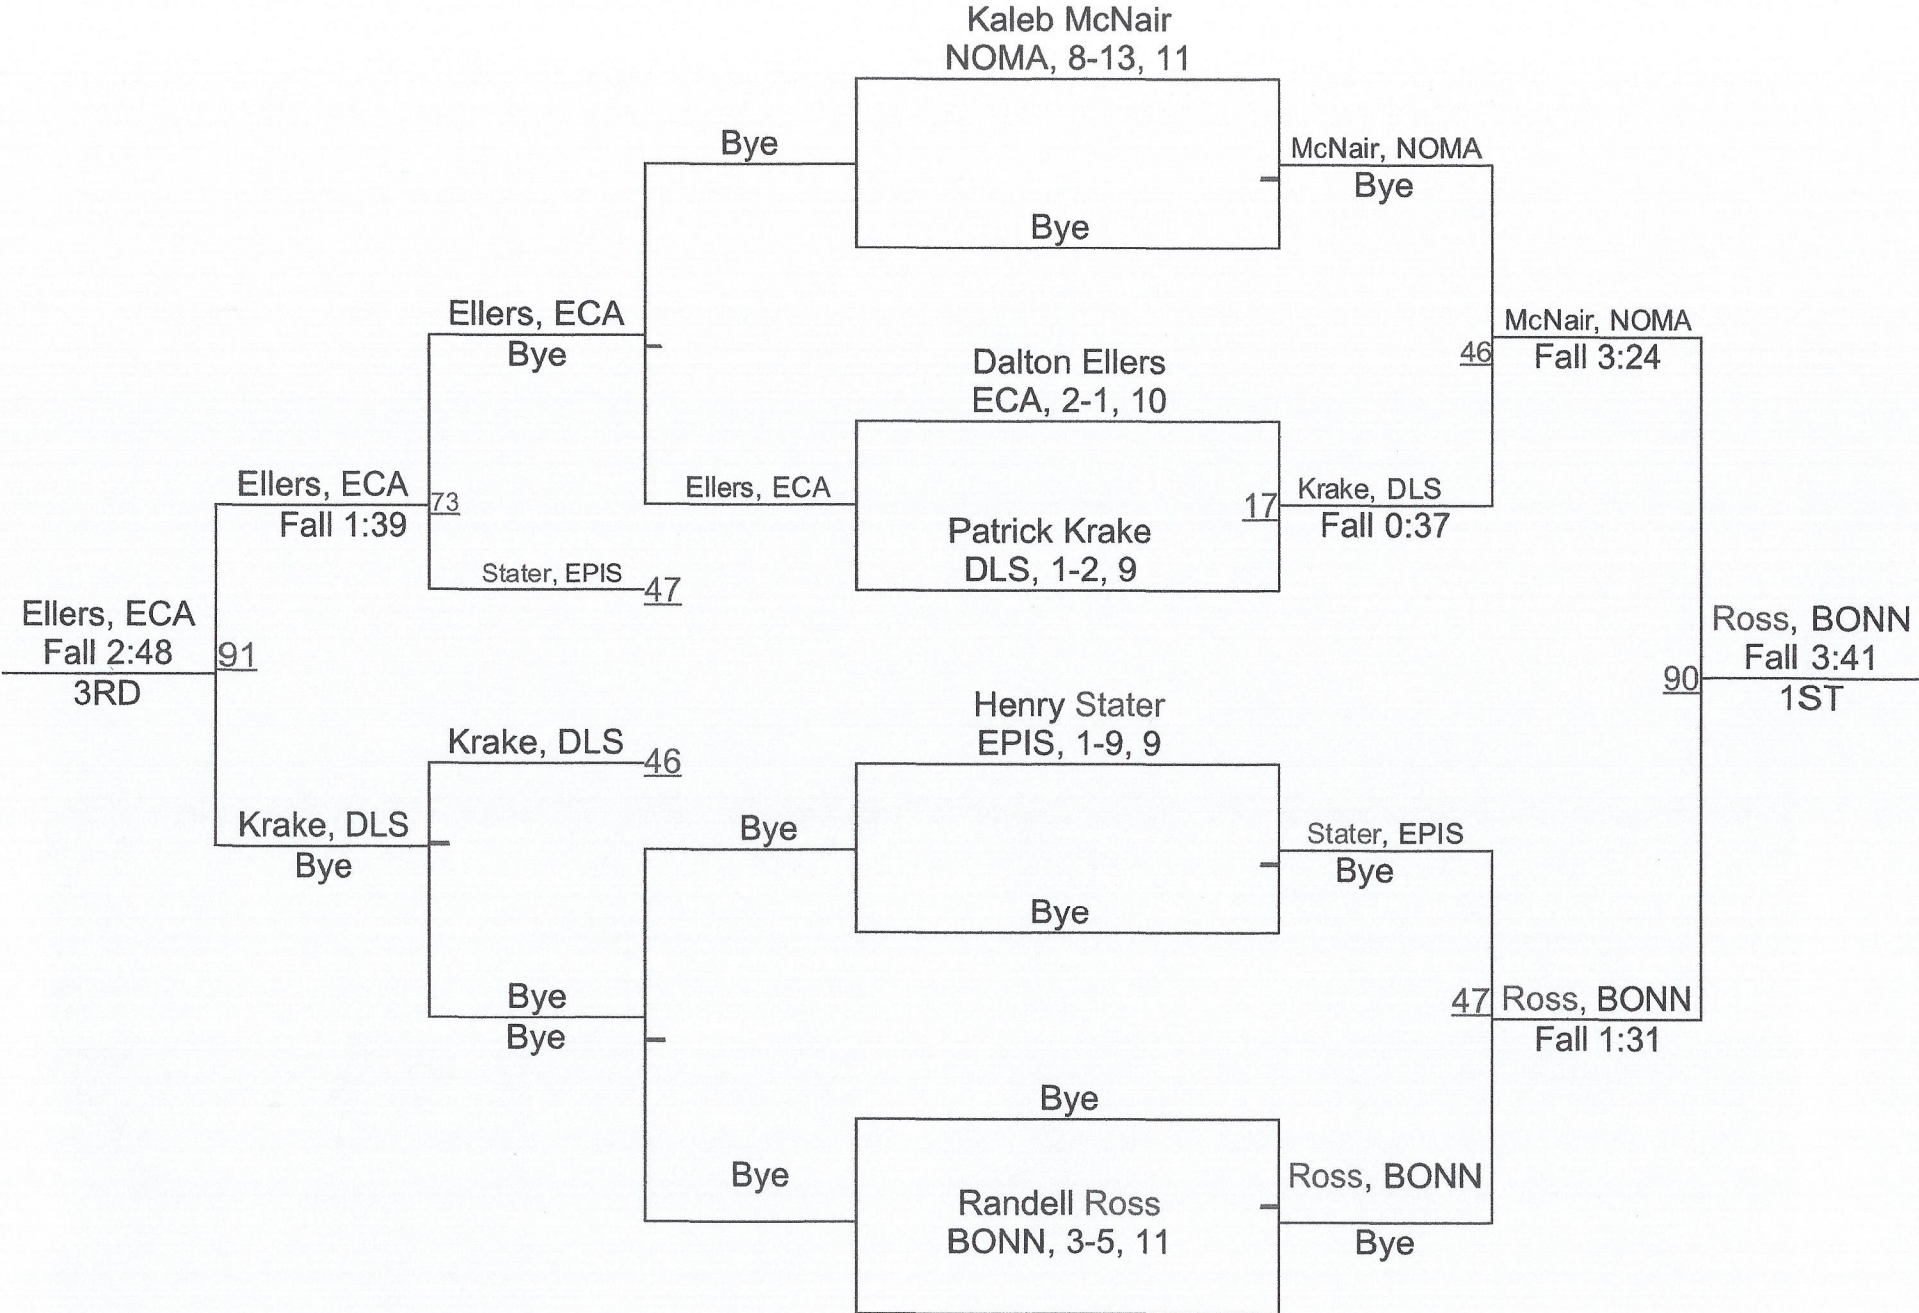 Kaleb McNair
NOMA, 8-13, 11
Bye
McNair, NOMA
Bye
Bye
Ellers, ECA
Bye
McNair, NOMA
46
Fall 3:24
Dalton Ellers
ECA, 2-1, 10
Ellers, ECA
73
Fall 1:39
Ellers, ECA
17
Krake, DLS
Fall 0:37
Patrick Krake
DLS, 1-2, 9
Stater, EPIS
47
Ellers, ECA
Fall 2:48
91
3RD
Ross, BONN
Fall 3:41
90
1ST
Henry Stater
EPIS, 1-9, 9
Krake, DLS
46
Krake, DLS
Bye
Bye
Stater, EPIS
Bye
Bye
Bye
Bye
47
Ross, BONN
Fall 1:31
Bye
Bye
Ross, BONN
Randell Ross
BONN, 3-5, 11
Bye